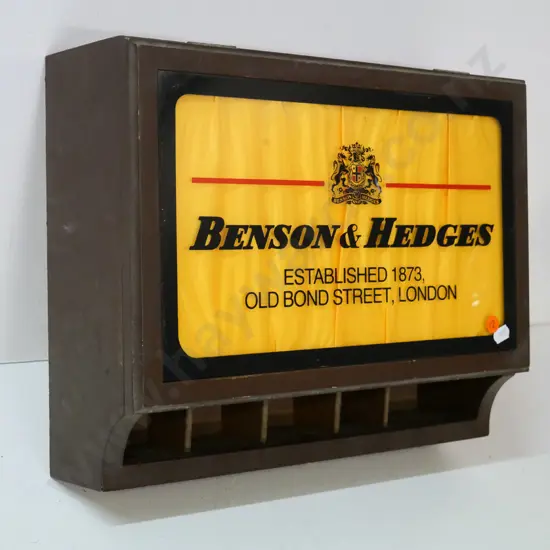 BENSON & HEDGES
ESTABLISHED 1873,
OLD BOND STREET, LONDON